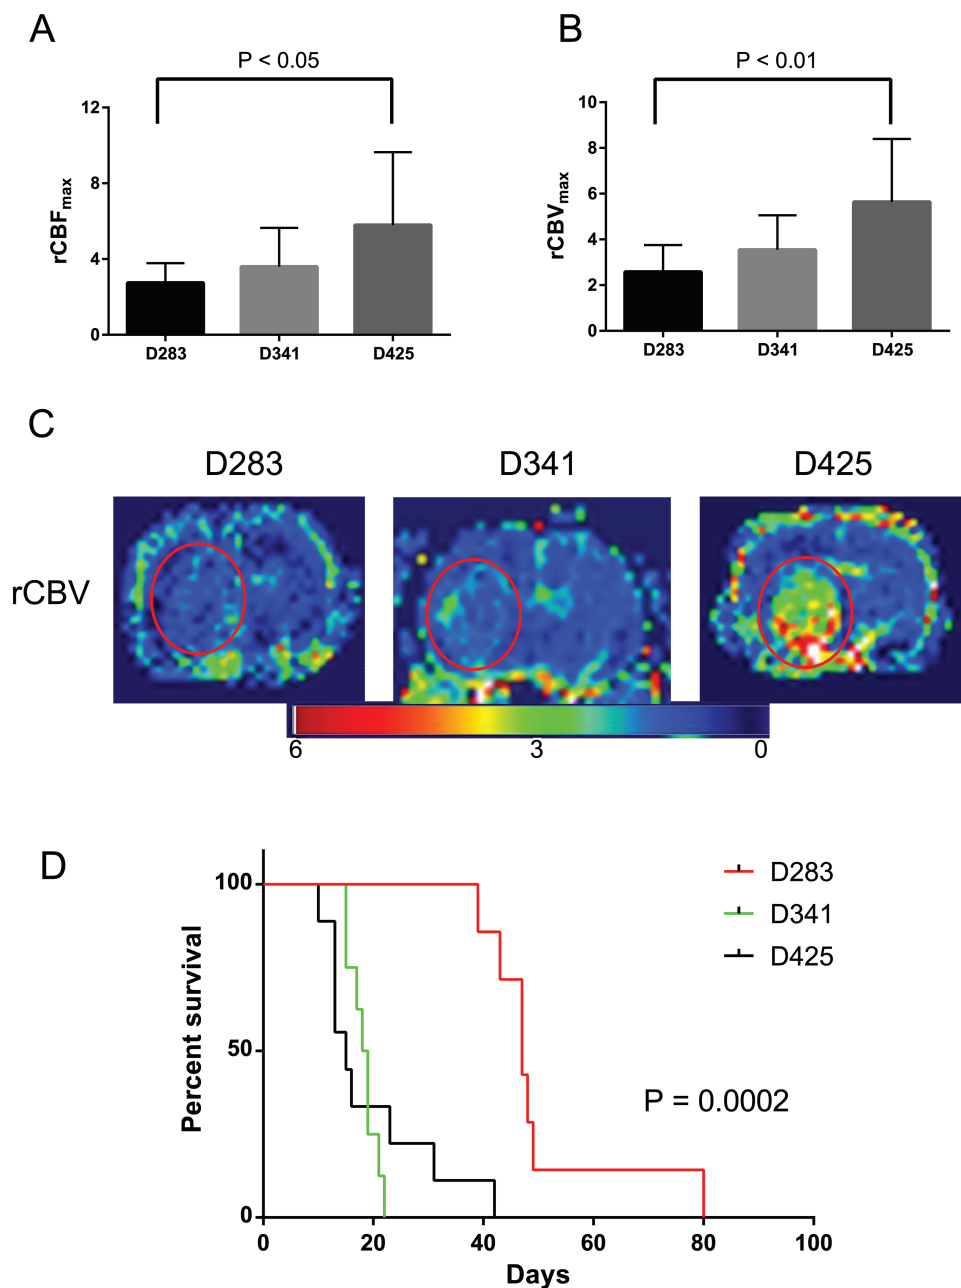 A
P < 0.05
12
8
4
0
rCBFmax
D283
D341
D425
B
P < 0.01
10
8
6
4
2
0
rCBVmax
D283
D341
D425
C
D283
D341
D425
rCBV
6
3
0
D
100
50
0
Percent survival
D283
D341
D425
P = 0.0002
0
20
40
60
80
100
Days